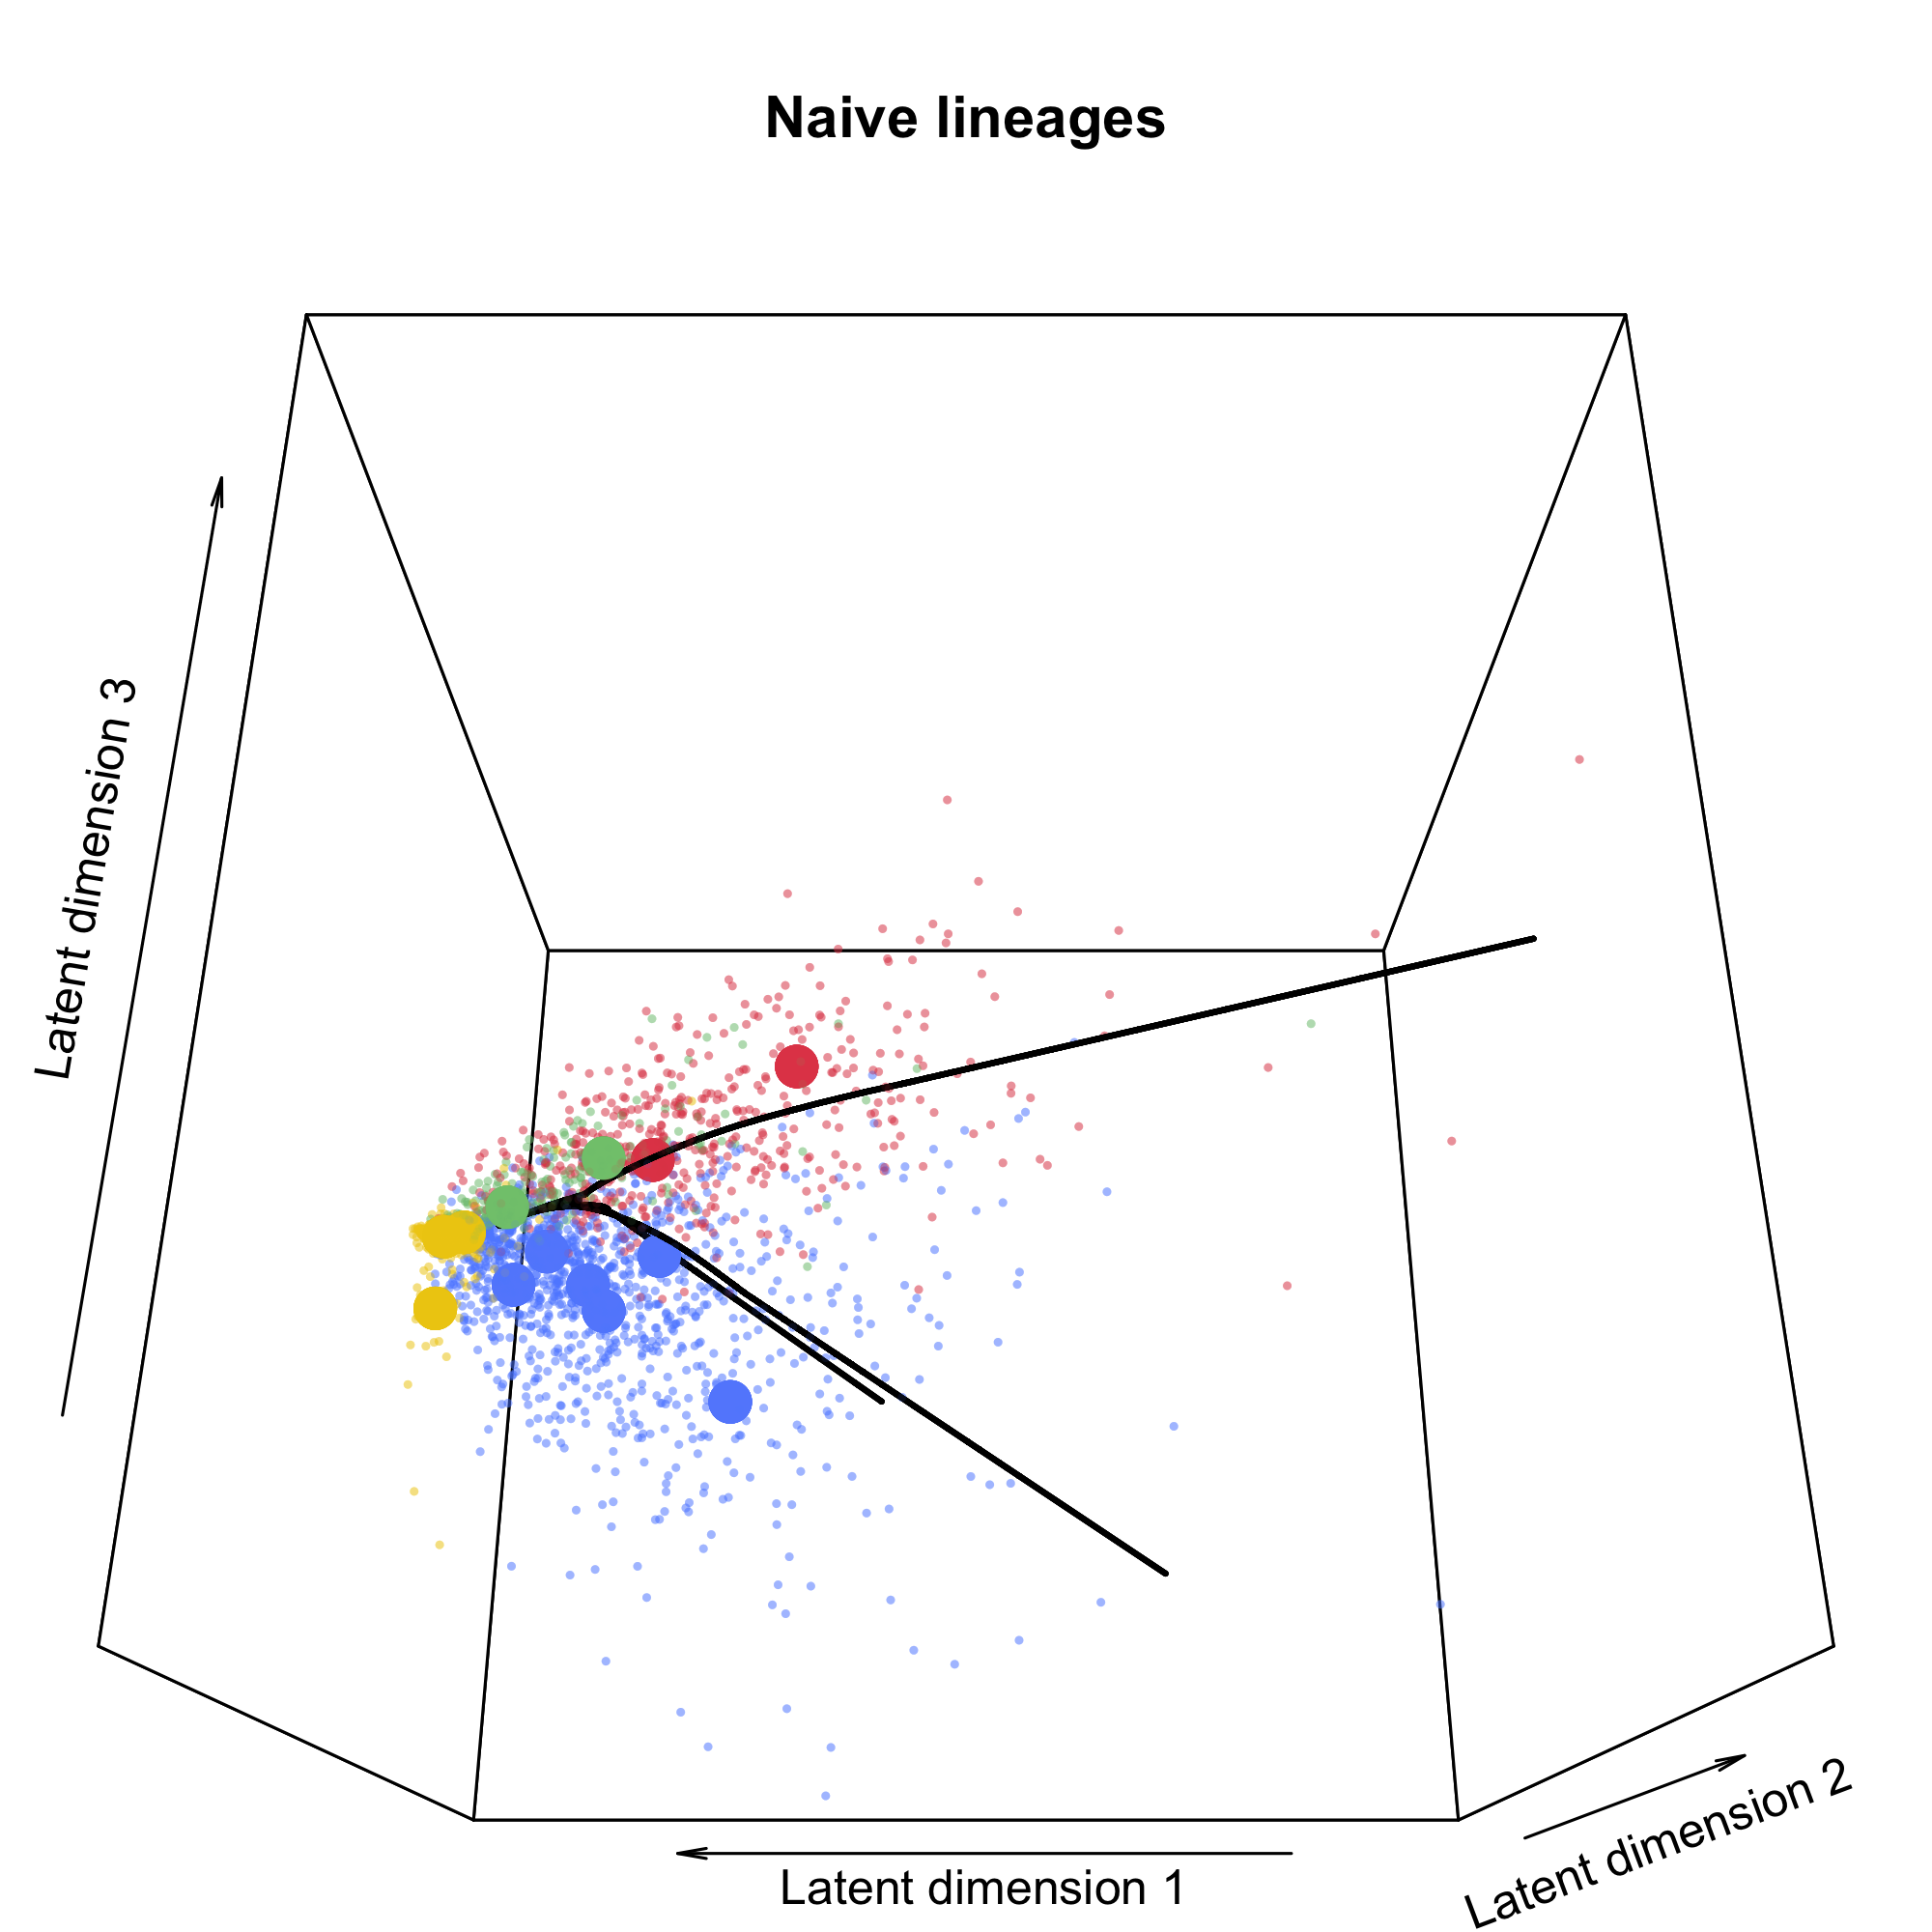 Naive lineages
Latent dimension 3
Latent dimension 1
Latent dimension 2